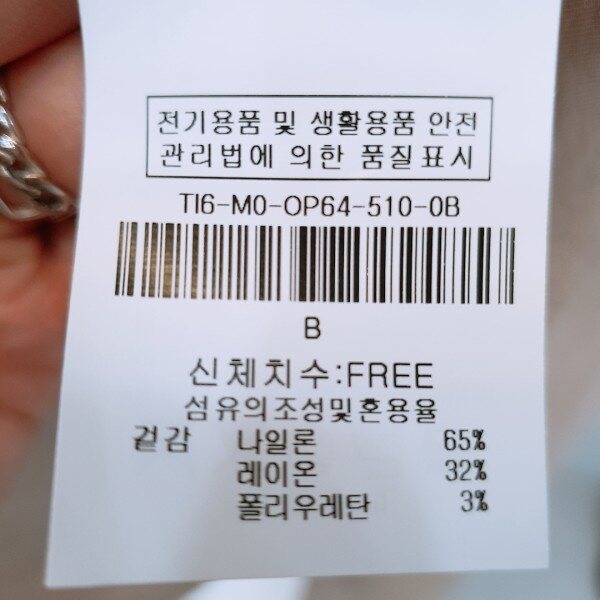 전기용품 및 생활용품 안전
관리법에 의한 품질표시
TI6-M0-OP64-510-0B
B
신체치수:FREE
섬유의조성및혼용율
겉감 나일론 65%
레이온 32%
폴리우레탄 3%